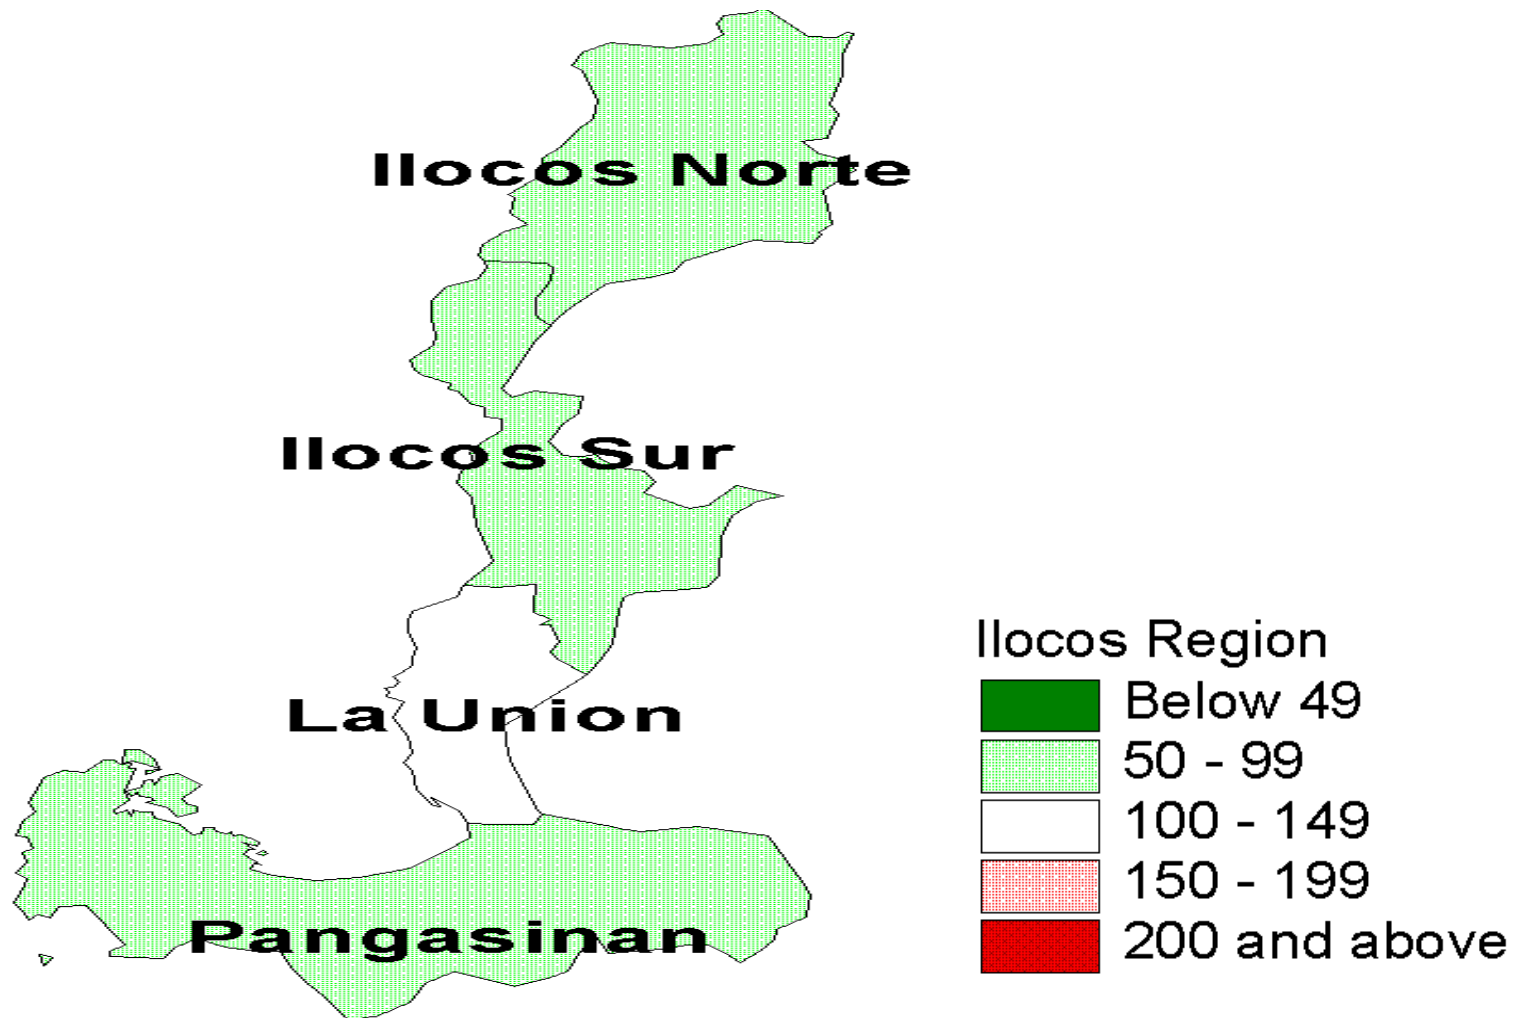 Ilocos Norte
Ilocos Sur
La Union
Pangasinan
Ilocos Region
Below 49
50 - 99
100 - 149
150 - 199
200 and above